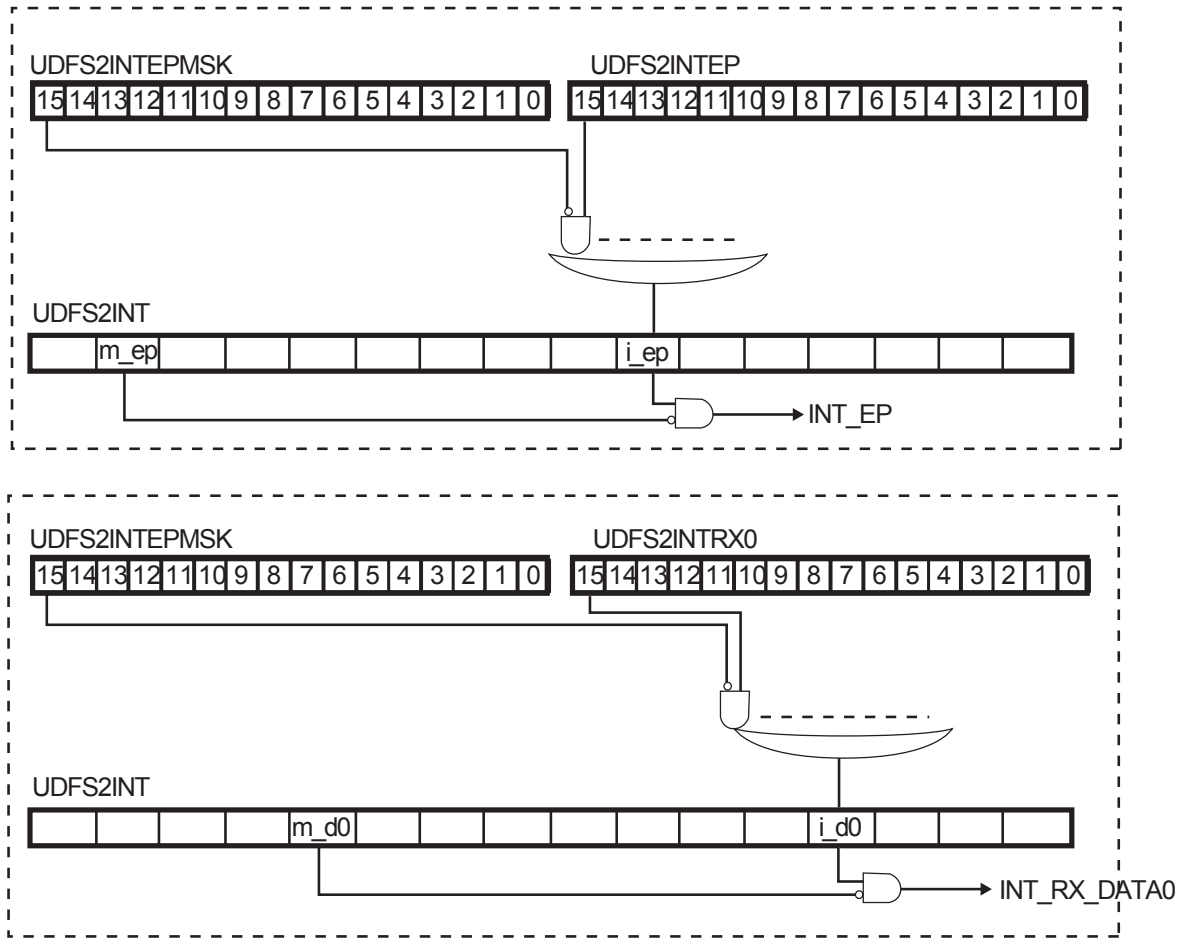 UDFS2INTEPMSK UDFS2INTEP
15 14 13 12 11 10 9 8 7 6 5 4 3 2 1 0 15 14 13 12 11 10 9 8 7 6 5 4 3 2 1 0
UDFS2INT
m_ep i_ep
INT_EP
UDFS2INTEPMSK UDFS2INTRX0
15 14 13 12 11 10 9 8 7 6 5 4 3 2 1 0 15 14 13 12 11 10 9 8 7 6 5 4 3 2 1 0
UDFS2INT
m_d0 i_d0
INT_RX_DATA0